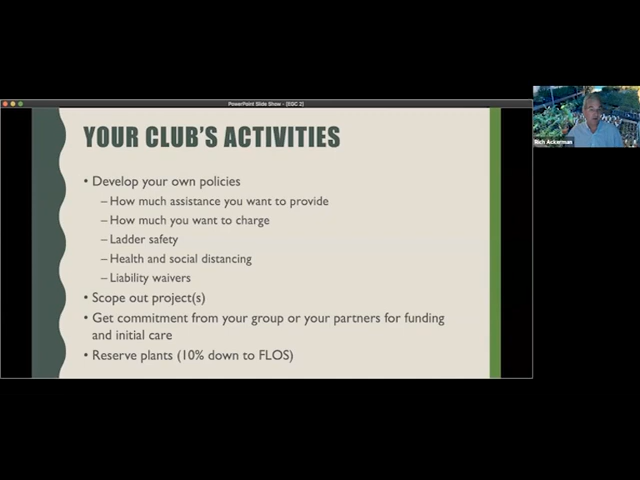 PowerPoint Slide Show - [EGC 2]
YOUR CLUB'S ACTIVITIES
• Develop your own policies
– How much assistance you want to provide
– How much you want to charge
– Ladder safety
– Health and social distancing
– Liability waivers
• Scope out project(s)
• Get commitment from your group or your partners for funding
and initial care
• Reserve plants (10% down to FLOS)
Rich Ackerman